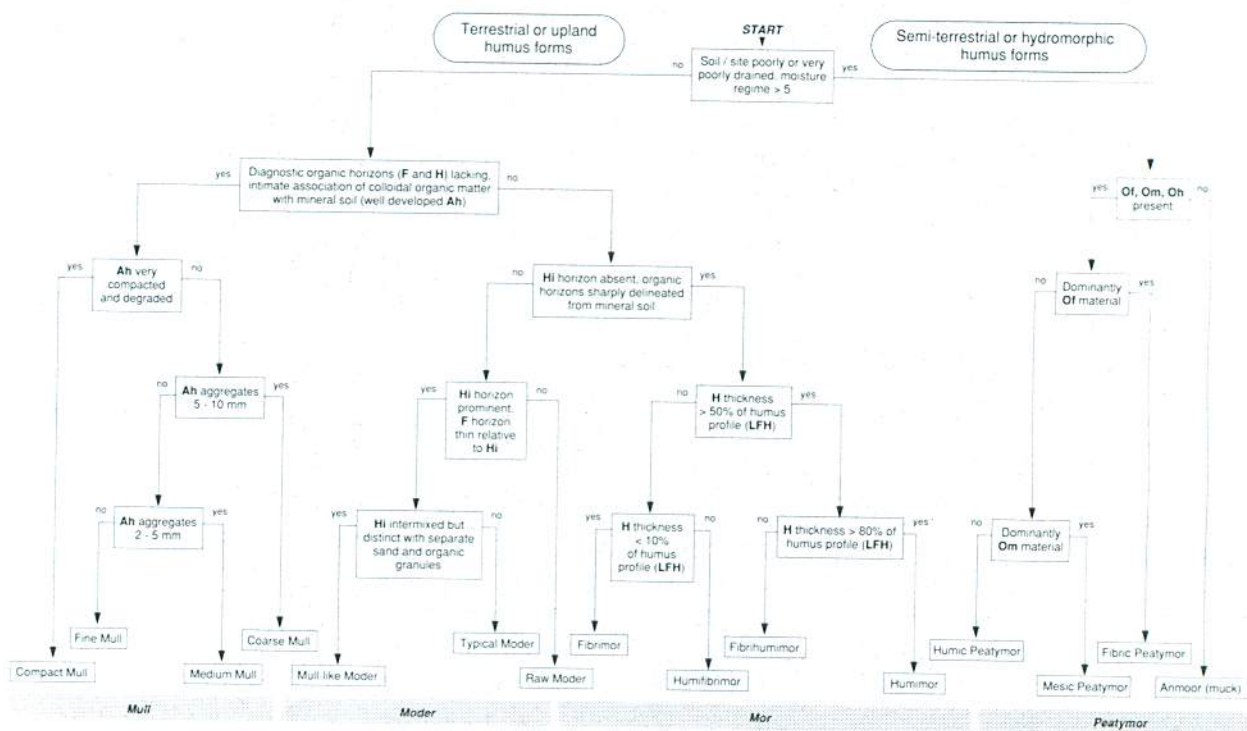 Terrestrial or upland
humus forms
START
Semi-terrestrial or hydromorphic
humus forms
no
Soil / site poorly or very
poorly drained, moisture
regime > 5
yes
yes
Diagnostic organic horizons (F and H) lacking,
intimate association of colloidal organic matter
with mineral soil (well developed Ah)
no
yes
Of, Om, Oh
present
no
yes
Ah very
compacted
and degraded
no
no
Hi horizon absent, organic
horizons sharply delineated
from mineral soil
yes
no
Dominantly
Of material
yes
no
Ah aggregates
5 - 10 mm
yes
yes
Hi horizon
prominent,
F horizon
thin relative
to Hi
no
no
H thickness
> 50% of humus
profile (LFH)
yes
no
Ah aggregates
2 - 5 mm
yes
yes
Hi intermixed but
distinct with separate
sand and organic
granules
no
yes
H thickness
< 10%
of humus
profile (LFH)
no
no
H thickness > 80% of
humus profile (LFH)
yes
no
Dominantly
Om material
yes
Fine Mull
Coarse Mull
Typical Moder
Fibrimor
Fibrihumimor
Humic Peatymor
Fibric Peatymor
Compact Mull
Medium Mull
Mull-like Moder
Raw Moder
Humifibrimor
Humimor
Mesic Peatymor
Anmoor (muck)
Mull
Moder
Mor
Peatymor